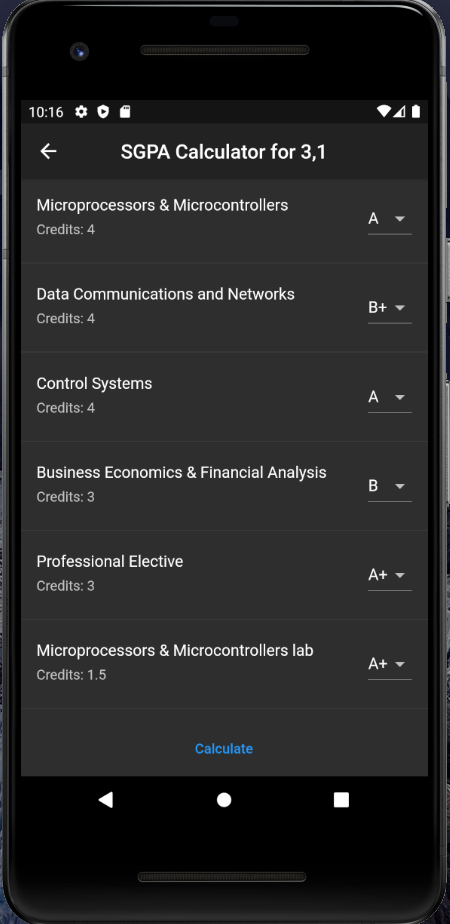 10:16
SGPA Calculator for 3,1
Microprocessors & Microcontrollers
Credits: 4
A
Data Communications and Networks
Credits: 4
B+
Control Systems
Credits: 4
A
Business Economics & Financial Analysis
Credits: 3
B
Professional Elective
Credits: 3
A+
Microprocessors & Microcontrollers lab
Credits: 1.5
A+
Calculate